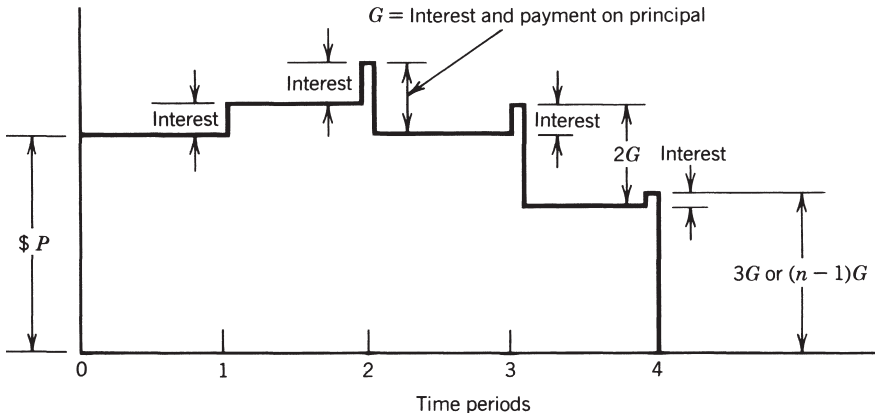 G = Interest and payment on principal
Interest
Interest
Interest
2G
Interest
$ P
3G or (n − 1)G
0
1
2
3
4
Time periods